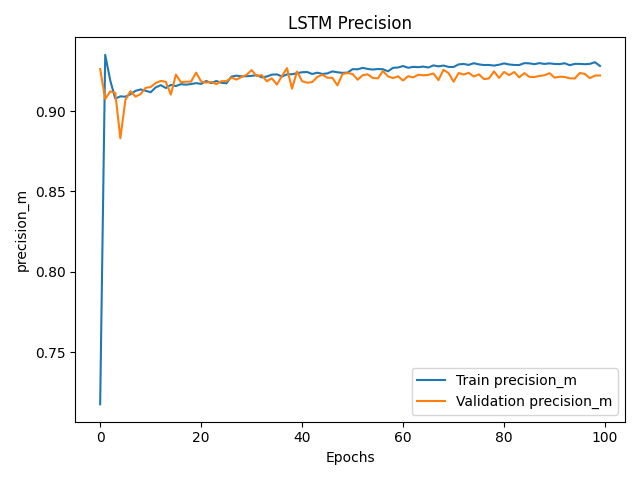 LSTM Precision
precision_m
0.90
0.85
0.80
0.75
0
20
40
60
80
100
Epochs
Train precision_m
Validation precision_m